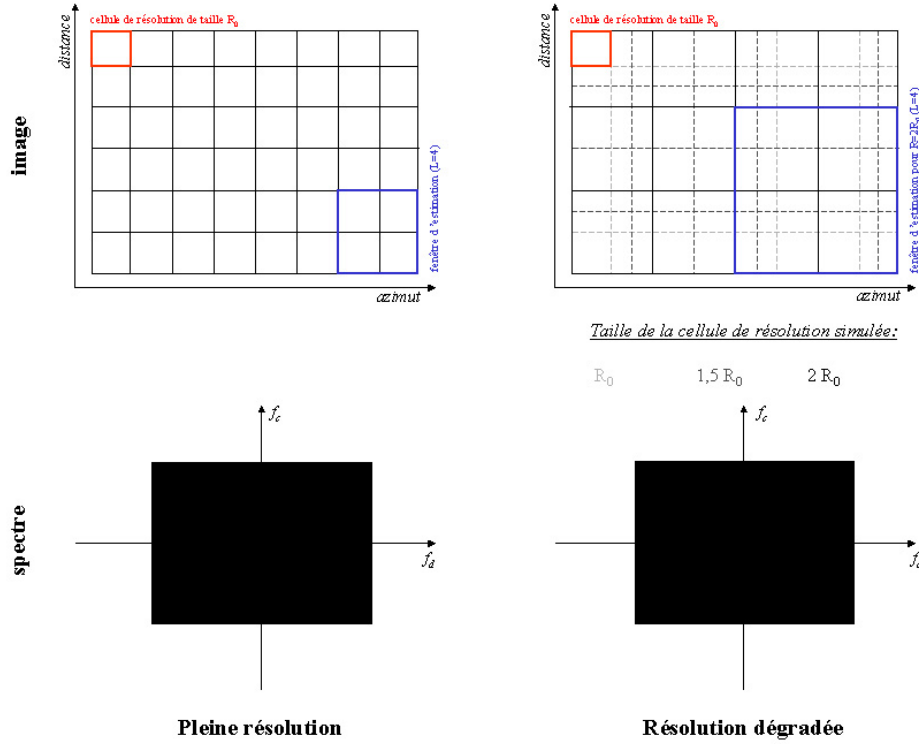 cellule de résolution de taille R0
distance
azimut
fenêtre d'estimation (L=4)
cellule de résolution de taille R0
distance
azimut
fenêtre d'estimation pour R=2R0 (L=4)
image
Taille de la cellule de résolution simulée:
R0 1,5 R0 2 R0
fc
fd
fc
spectre
Pleine résolution
Résolution dégradée